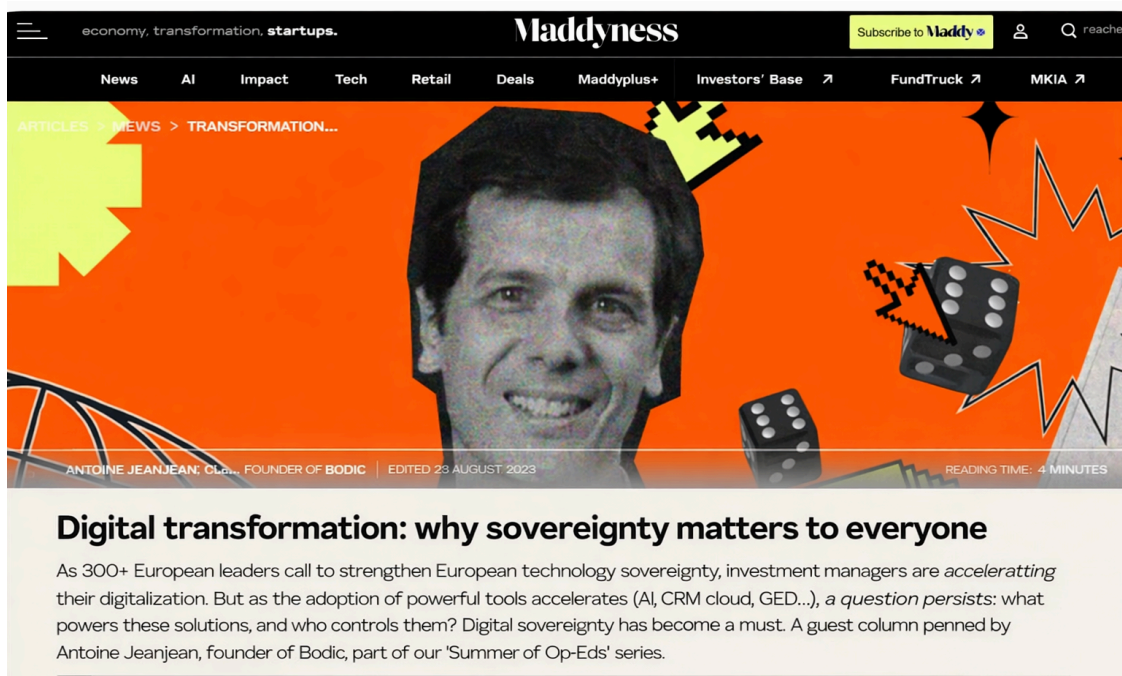 economy, transformation, startups.
Maddyness
Subscribe to Maddy
reache
News AI Impact Tech Retail Deals Maddyplus+ Investors' Base FundTruck MKIA
ARTICLES > MEWS > TRANSFORMATION...
ANTOINE JEANJEAN, CLa... FOUNDER OF BODIC | EDITED 23 AUGUST 2023
READING TIME: 4 MINUTES
Digital transformation: why sovereignty matters to everyone
As 300+ European leaders call to strengthen European technology sovereignty, investment managers are acceleratting
their digitalization. But as the adoption of powerful tools accelerates (AI, CRM cloud, GED...), a question persists: what
powers these solutions, and who controls them? Digital sovereignty has become a must. A guest column penned by
Antoine Jeanjean, founder of Bodic, part of our 'Summer of Op-Eds' series.